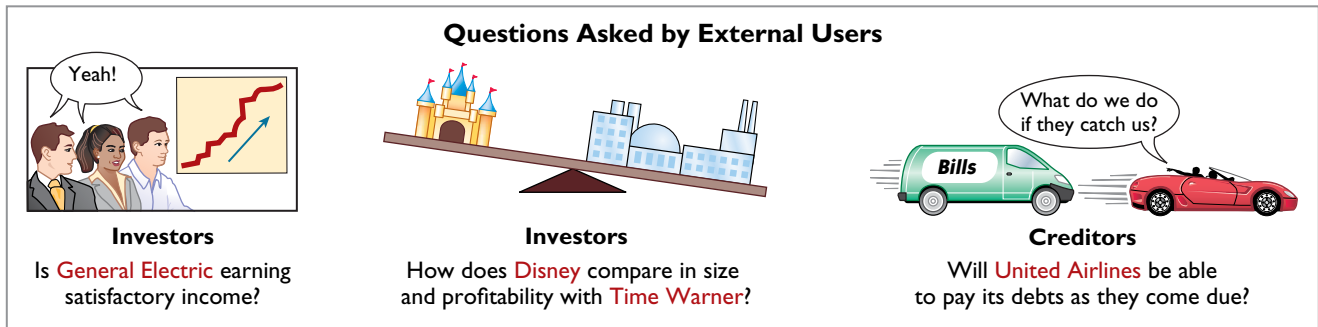 Questions Asked by External Users
Yeah!
Investors
Is General Electric earning
satisfactory income?
Investors
How does Disney compare in size
and profitability with Time Warner?
What do we do
if they catch us?
Bills
Creditors
Will United Airlines be able
to pay its debts as they come due?